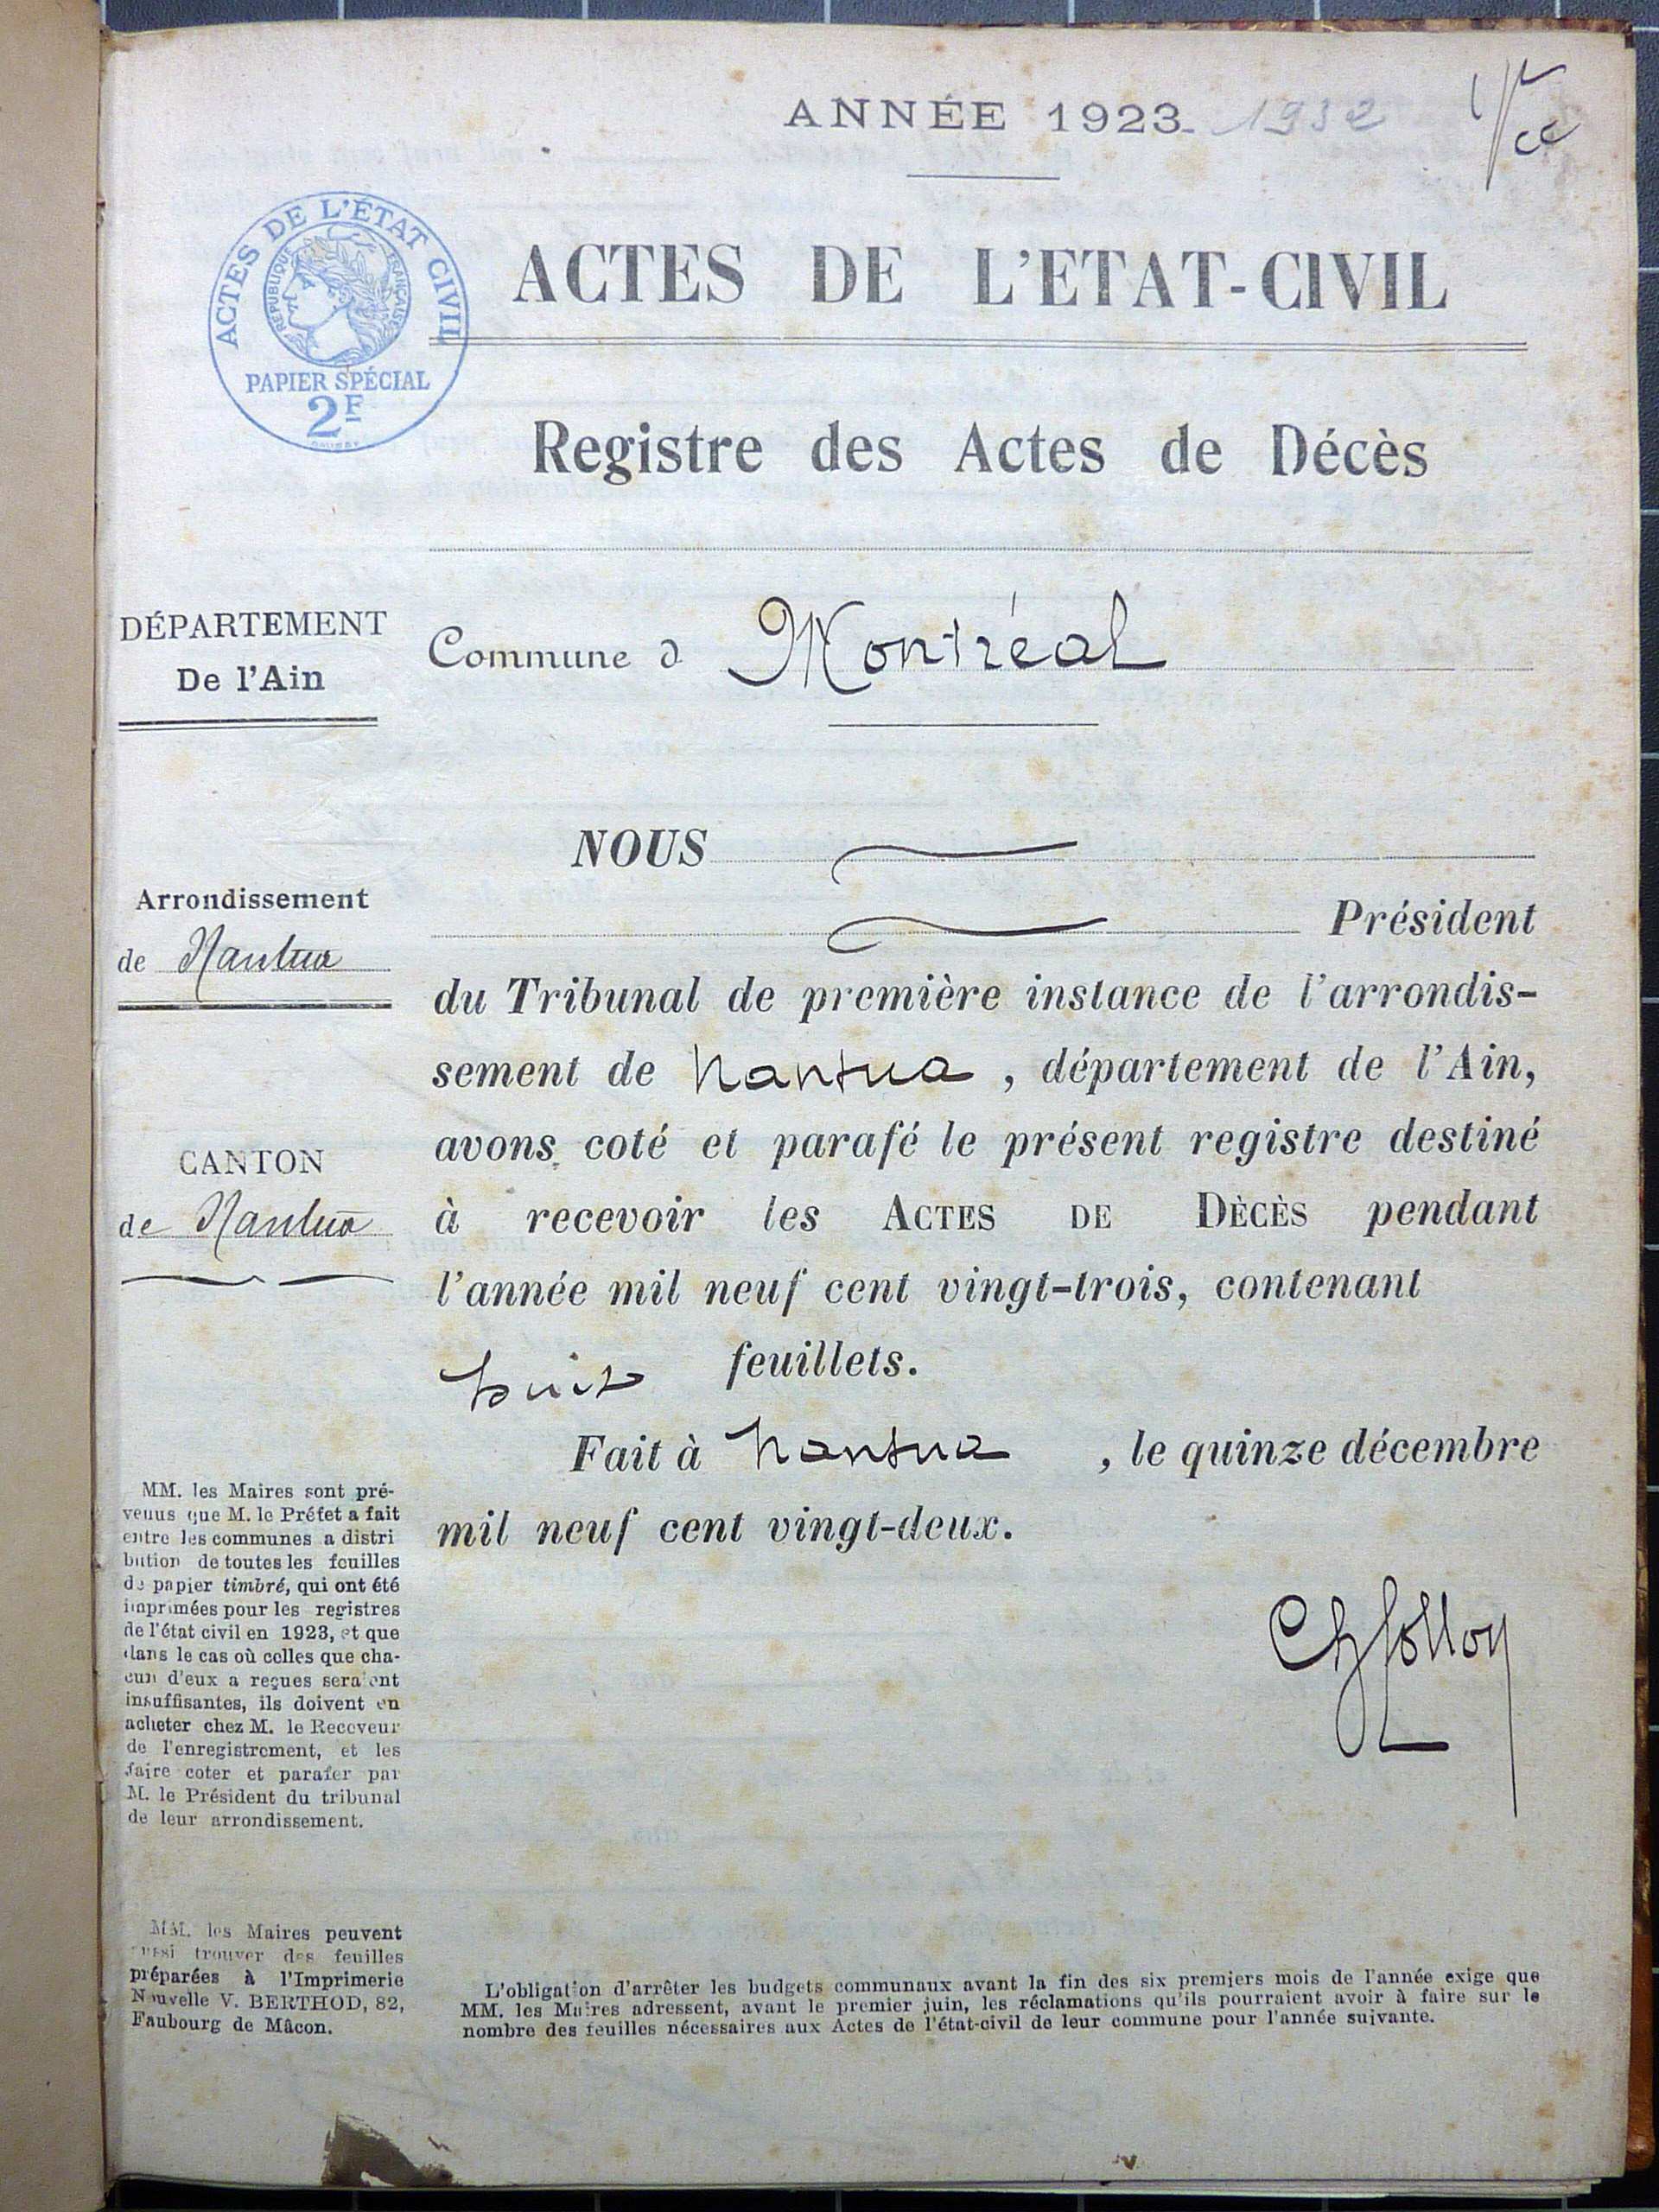 ANNÉE 1923. 1932
ACTES DE L'ÉTAT CIVIL
RÉPUBLIQUE FRANÇAISE
PAPIER SPÉCIAL
2F
ACTES DE L'ETAT-CIVIL
Registre des Actes de Décès
DÉPARTEMENT
De l'Ain
Commune d Montréal
NOUS
Président
Arrondissement
de Nantua
du Tribunal de première instance de l'arrondis-
sement de Nantua , département de l'Ain,
avons coté et parafé le présent registre destiné
à recevoir les ACTES DE DÈCÈS pendant
l'année mil neuf cent vingt-trois, contenant
huit feuillets.
Fait à Nantua , le quinze décembre
mil neuf cent vingt-deux.
CANTON
de Nantua
MM. les Maires sont pré-
venus que M. le Préfet a fait
entre les communes a distri
bution de toutes les feuilles
de papier timbré, qui ont été
imprimées pour les registres
de l'état civil en 1923, et que
dans le cas où celles que cha-
cun d'eux a reçues seraient
insuffisantes, ils doivent en
acheter chez M. le Receveur
de l'enregistrement, et les
faire coter et parafer par
M. le Président du tribunal
de leur arrondissement.
MM. les Maires peuvent
aussi trouver des feuilles
préparées à l'Imprimerie
Nouvelle V. BERTHOD, 82,
Faubourg de Mâcon.
L'obligation d'arrêter les budgets communaux avant la fin des six premiers mois de l'année exige que
MM. les Maires adressent, avant le premier juin, les réclamations qu'ils pourraient avoir à faire sur le
nombre des feuilles nécessaires aux Actes de l'état-civil de leur commune pour l'année suivante.